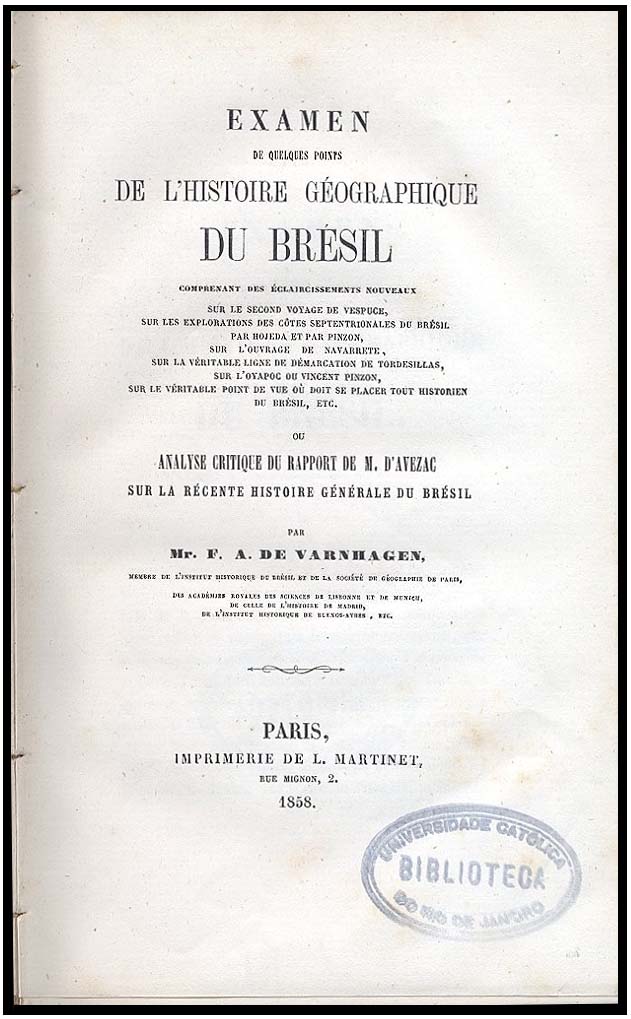 EXAMEN
DE QUELQUES POINTS
DE L'HISTOIRE GÉOGRAPHIQUE
DU BRÉSIL
COMPRENANT DES ÉCLAIRCISSEMENTS NOUVEAUX
SUR LE SECOND VOYAGE DE VESPUCE,
SUR LES EXPLORATIONS DES CÔTES SEPTENTRIONALES DU BRÉSIL
PAR HOJEDA ET PAR PINZON,
SUR L'OUVRAGE DE NAVARRETE,
SUR LA VÉRITABLE LIGNE DE DÉMARCATION DE TORDESILLAS,
SUR L'OYAPOC OU VINCENT PINZON,
SUR LE VÉRITABLE POINT DE VUE OÙ DOIT SE PLACER TOUT HISTORIEN
DU BRÉSIL, ETC.
OU
ANALYSE CRITIQUE DU RAPPORT DE M. D'AVEZAC
SUR LA RÉCENTE HISTOIRE GÉNÉRALE DU BRÉSIL
PAR
Mr. F. A. DE VARNHAGEN,
MEMBRE DE L'INSTITUT HISTORIQUE DU BRÉSIL ET DE LA SOCIÉTÉ DE GÉOGRAPHIE DE PARIS,
DES ACADÉMIES ROYALES DES SCIENCES DE LISBONNE ET DE MUNICH,
DE CELLE DE L'HISTOIRE DE MADRID,
DE L'INSTITUT HISTORIQUE DE BUENOS-AYRES, ETC.
PARIS,
IMPRIMERIE DE L. MARTINET,
RUE MIGNON, 2.
1858.
UNIVERSIDADE CATÓLICA
BIBLIOTECA
DO RIO DE JANEIRO